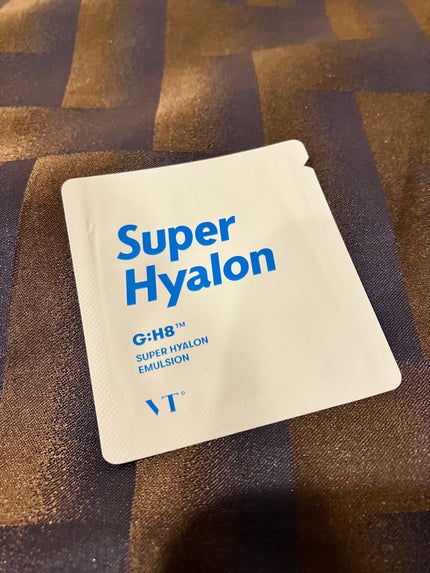 Super
Hyalon
G:H8™
SUPER HYALON
EMULSION
VT°